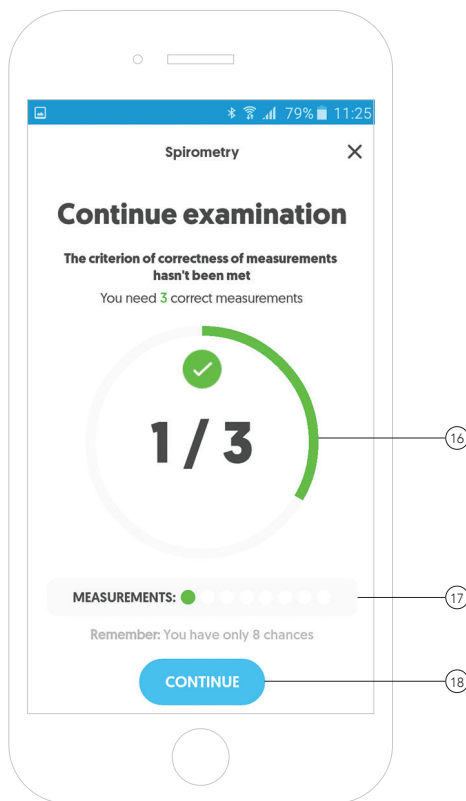 79% 11:25
Spirometry
Continue examination
The criterion of correctness of measurements
hasn't been met
You need 3 correct measurements
1 / 3
16
MEASUREMENTS:
17
Remember: You have only 8 chances
CONTINUE
18